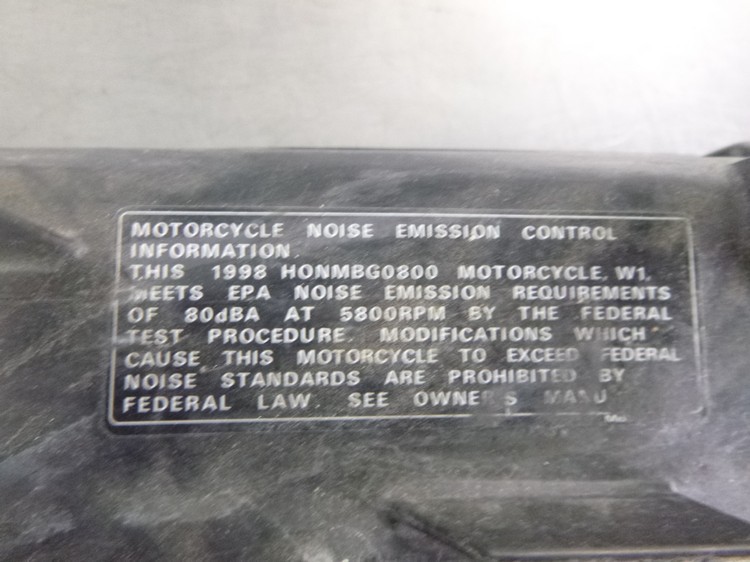 MOTORCYCLE NOISE EMISSION CONTROL
INFORMATION.
THIS 1998 HONMBG0800 MOTORCYCLE, W1,
MEETS EPA NOISE EMISSION REQUIREMENTS
OF 80dBA AT 5800RPM BY THE FEDERAL
TEST PROCEDURE. MODIFICATIONS WHICH
CAUSE THIS MOTORCYCLE TO EXCEED FEDERAL
NOISE STANDARDS ARE PROHIBITED BY
FEDERAL LAW. SEE OWNER'S MANU